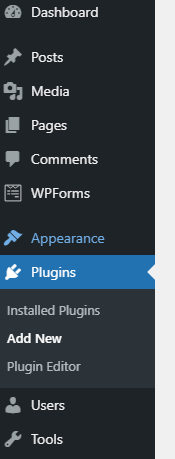 Dashboard
Posts
Media
Pages
Comments
WPForms
Appearance
Plugins
Installed Plugins
Add New
Plugin Editor
Users
Tools